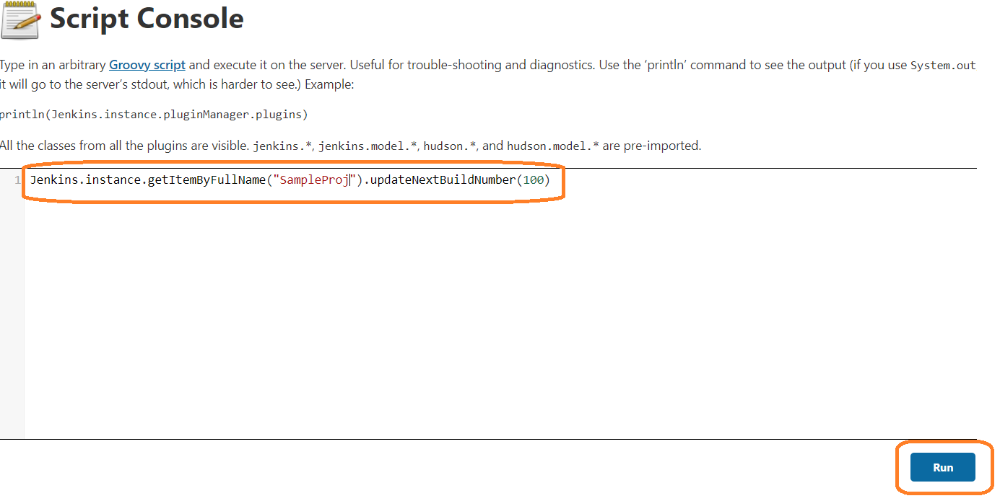 Script Console
Type in an arbitrary Groovy script and execute it on the server. Useful for trouble-shooting and diagnostics. Use the ‘println’ command to see the output (if you use System.out
it will go to the server’s stdout, which is harder to see.) Example:
println(Jenkins.instance.pluginManager.plugins)
All the classes from all the plugins are visible. jenkins.*, jenkins.model.*, hudson.*, and hudson.model.* are pre-imported.
1 Jenkins.instance.getItemByFullName("SampleProj").updateNextBuildNumber(100)
Run